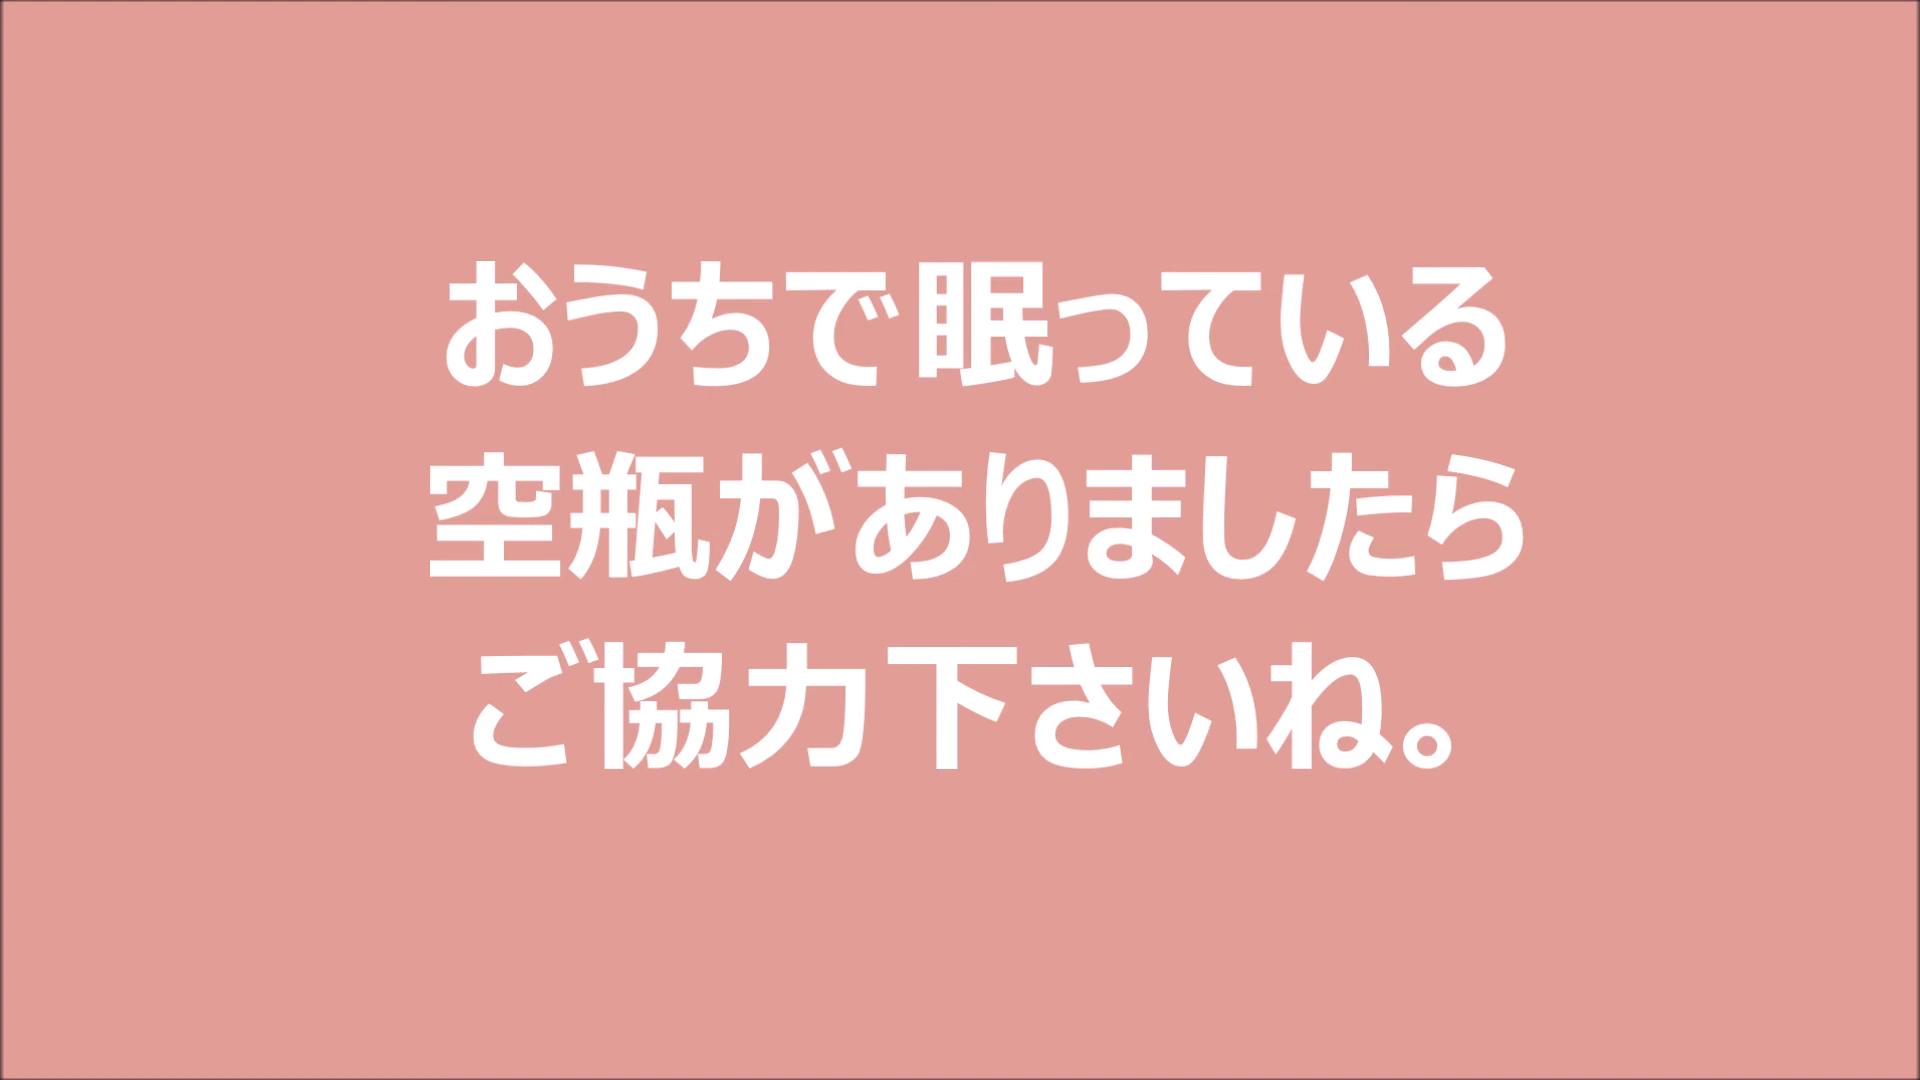 おうちで眠っている
空瓶がありましたら
ご協力下さいね。